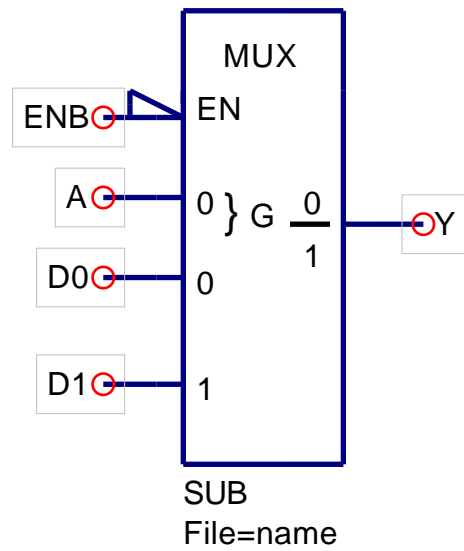 MUX
ENB EN
A 0 } G 0
Y
1
D0 0
D1 1
SUB
File=name